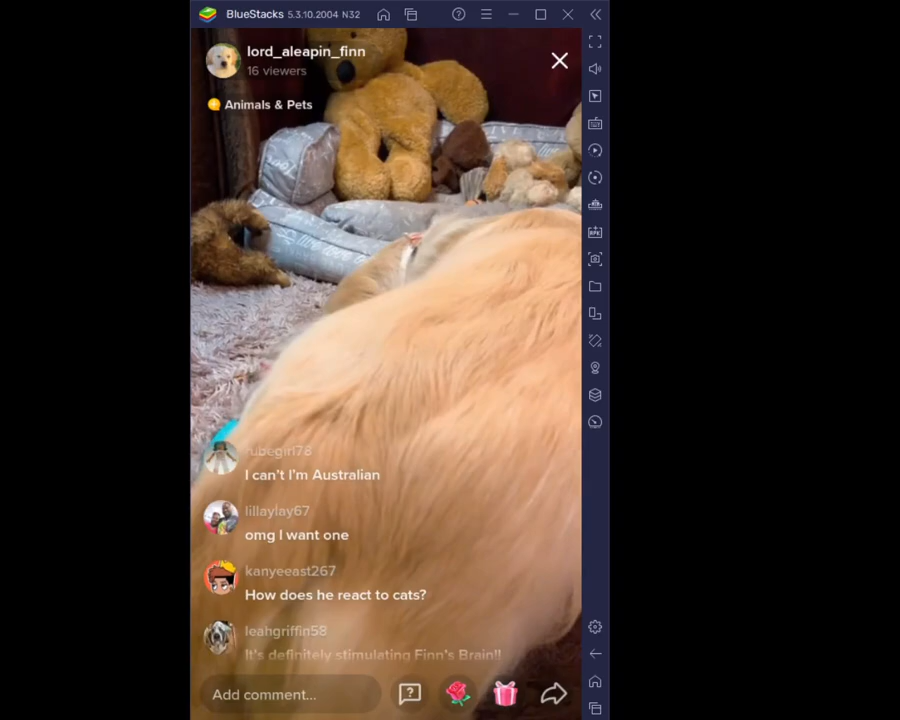 BlueStacks 5.3.10.2004 N32
lord_aleapin_finn
16 viewers
Animals & Pets
rubegirl78
I can't I'm Australian
lillaylay67
omg I want one
kanyeeast267
How does he react to cats?
leahgriffin58
It's definitely stimulating Finn's Brain!!
Add comment...